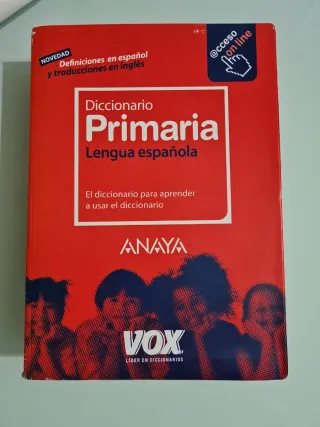 NOVEDAD
Definiciones en español
y traducciones en inglés
@cceso
on line
Diccionario
Primaria
Lengua española
El diccionario para aprender
a usar el diccionario
ANAYA
VOX
LÍDER EN DICCIONARIOS